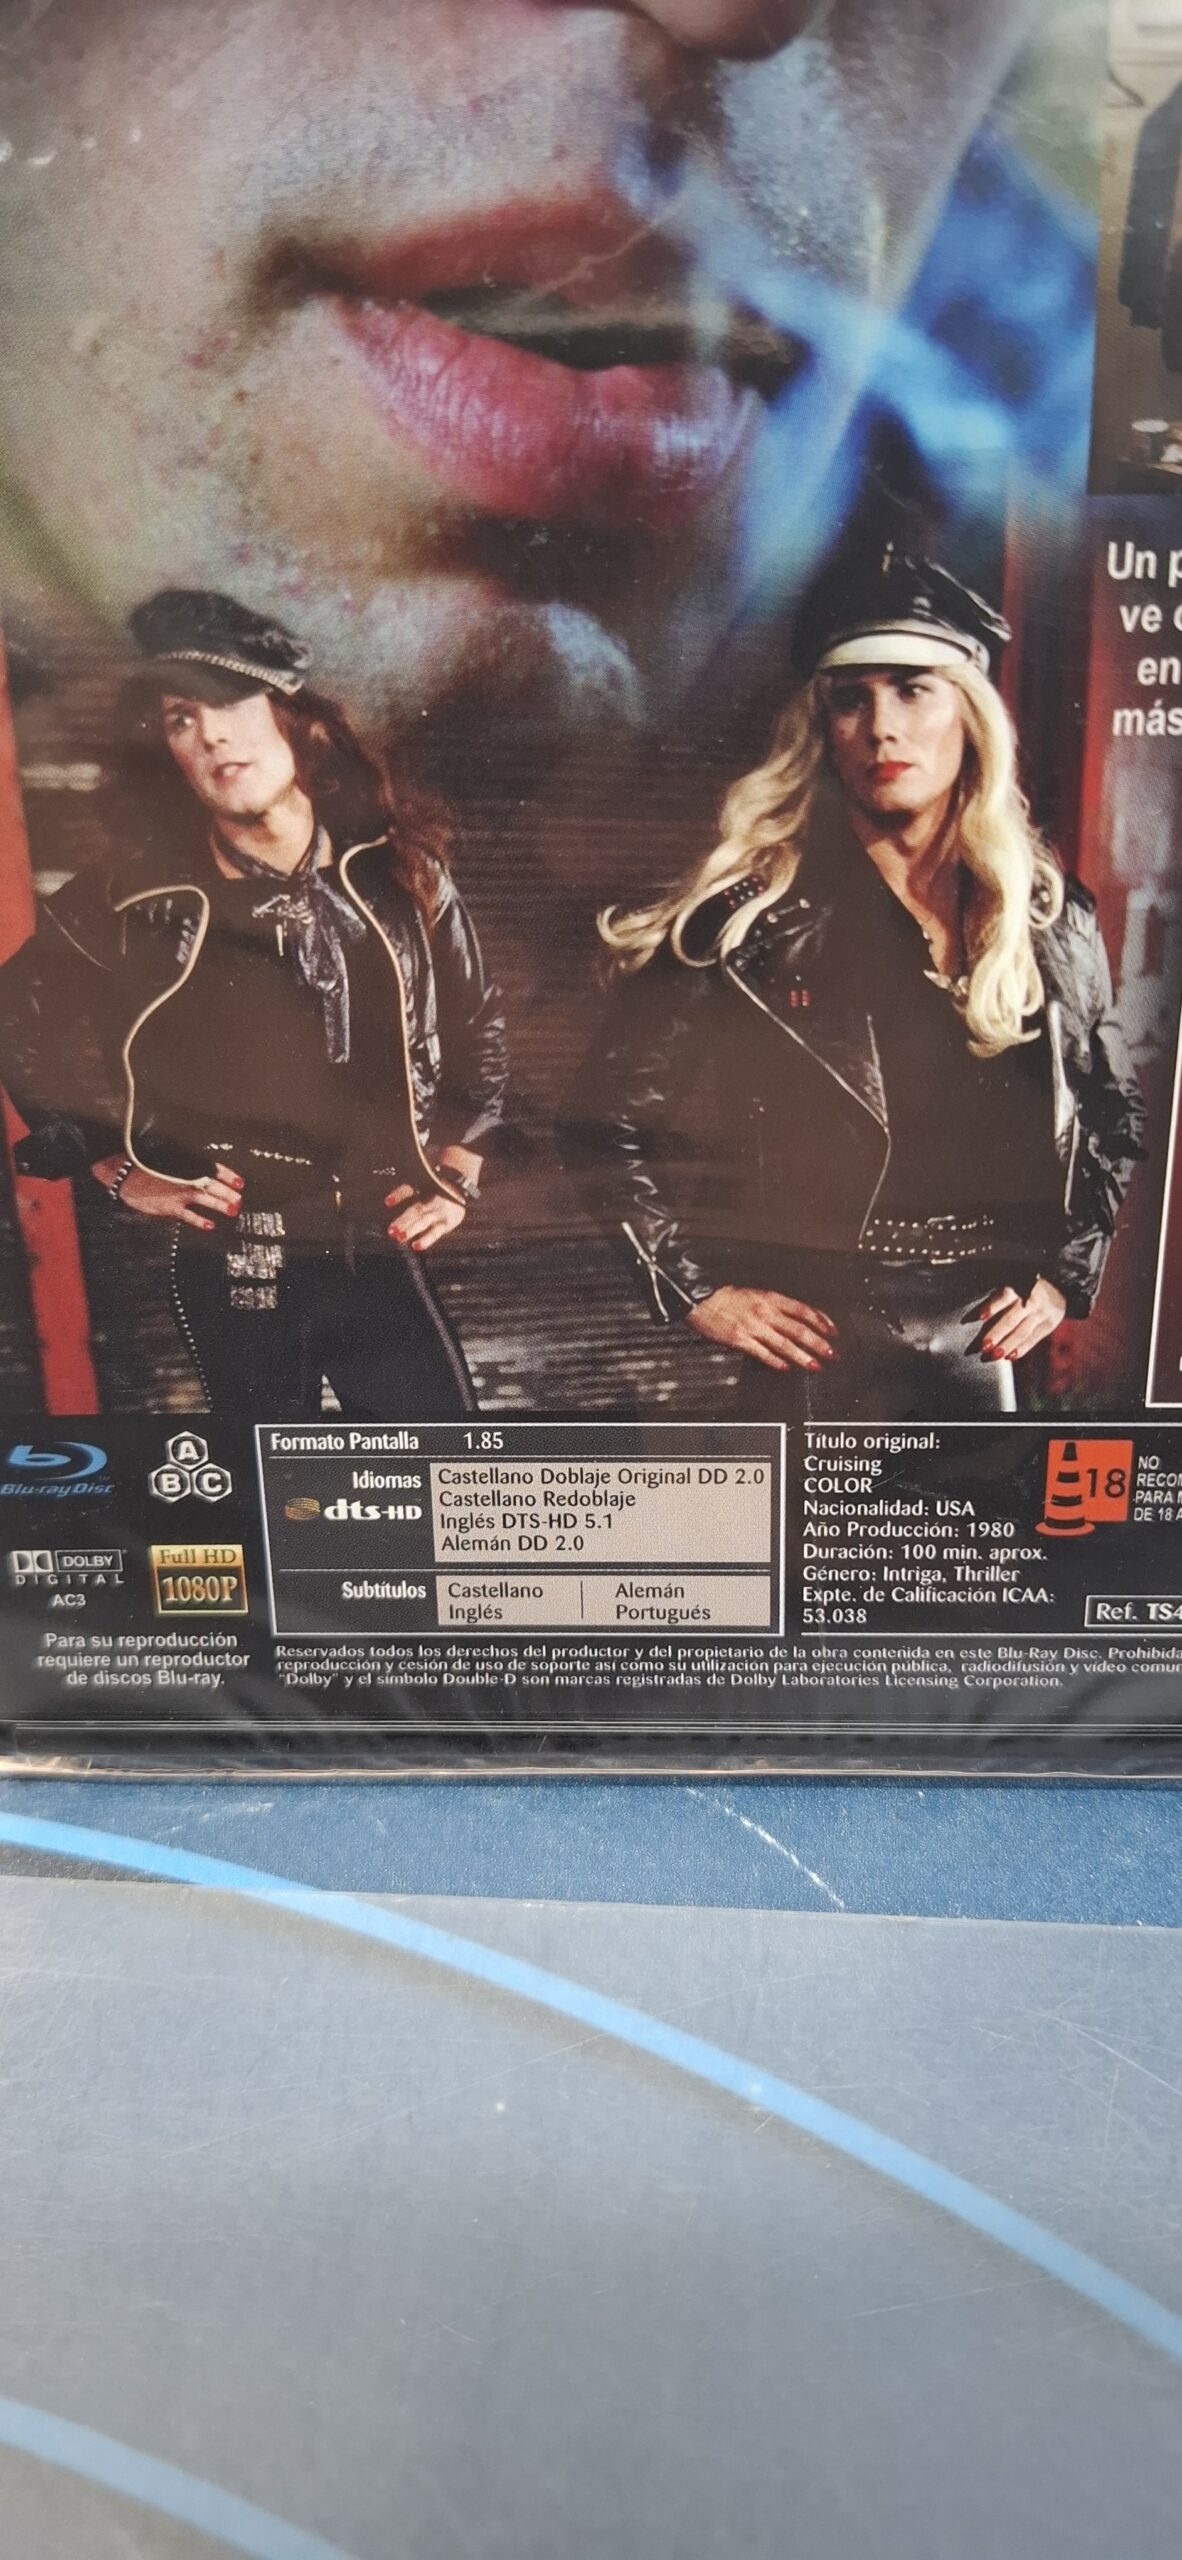 Un
ve
en
más
Blu-ray Disc
A
B C
DOLBY
DIGITAL
AC3
Full HD
1080P
Para su reproducción
requiere un reproductor
de discos Blu-ray.
Formato Pantalla 1.85
Idiomas
dts-HD
Castellano Doblaje Original DD 2.0
Castellano Redoblaje
Inglés DTS-HD 5.1
Alemán DD 2.0
Subtítulos
Castellano
Inglés
Alemán
Portugués
Título original:
Cruising
COLOR
Nacionalidad: USA
Año Producción: 1980
Duración: 100 min. aprox.
Género: Intriga, Thriller
Expte. de Calificación ICAA:
53.038
18
NO
PARA
DE 18
Ref.
Reservados todos los derechos del productor y del propietario de la obra contenida en este Blu-Ray Disc. Prohibida
reproducción y cesión de uso de soporte así como su utilización para ejecución pública, radiodifusión y vídeo
"Dolby" y el símbolo Double-D son marcas registradas de Dolby Laboratories Licensing Corporation.